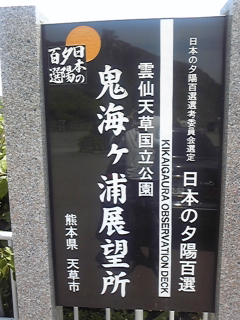 日本の夕陽百選選考委員会選定
日本の夕陽百選
KIKAIGAURA OBSERVATION DECK
雲仙天草国立公園
鬼海ヶ浦展望所
熊本県 天草市
日本の
夕陽
百選